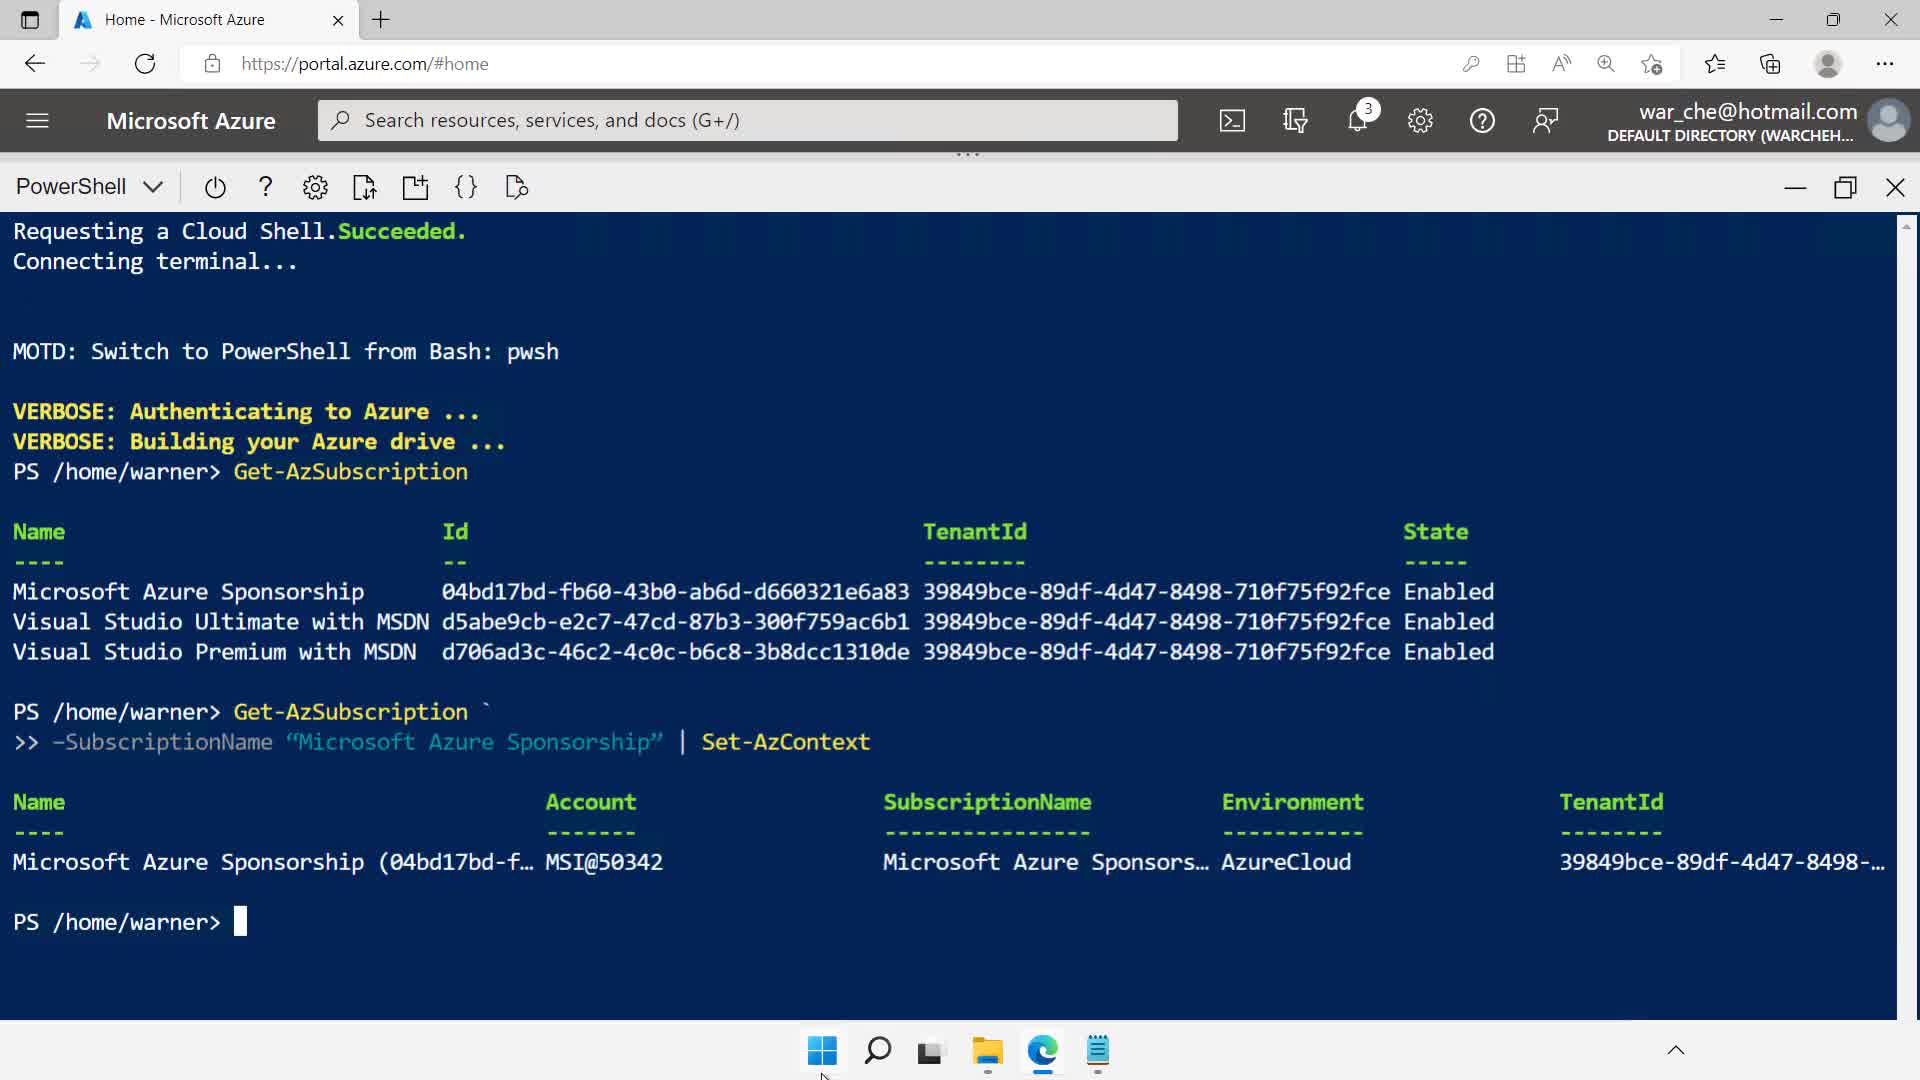 Home - Microsoft Azure
https://portal.azure.com/#home
Microsoft Azure
Search resources, services, and docs (G+/)
3
war_che@hotmail.com
DEFAULT DIRECTORY (WARCHEH...
PowerShell
Requesting a Cloud Shell.Succeeded.
Connecting terminal...
MOTD: Switch to PowerShell from Bash: pwsh
VERBOSE: Authenticating to Azure ...
VERBOSE: Building your Azure drive ...
PS /home/warner> Get-AzSubscription
Name Id TenantId State
---- -- -------- -----
Microsoft Azure Sponsorship 04bd17bd-fb60-43b0-ab6d-d660321e6a83 39849bce-89df-4d47-8498-710f75f92fce Enabled
Visual Studio Ultimate with MSDN d5abe9cb-e2c7-47cd-87b3-300f759ac6b1 39849bce-89df-4d47-8498-710f75f92fce Enabled
Visual Studio Premium with MSDN d706ad3c-46c2-4c0c-b6c8-3b8dcc1310de 39849bce-89df-4d47-8498-710f75f92fce Enabled
PS /home/warner> Get-AzSubscription `
>> –SubscriptionName “Microsoft Azure Sponsorship” | Set-AzContext
Name Account SubscriptionName Environment TenantId
---- ------- ---------------- ----------- --------
Microsoft Azure Sponsorship (04bd17bd-f… MSI@50342 Microsoft Azure Sponsors… AzureCloud 39849bce-89df-4d47-8498-…
PS /home/warner>